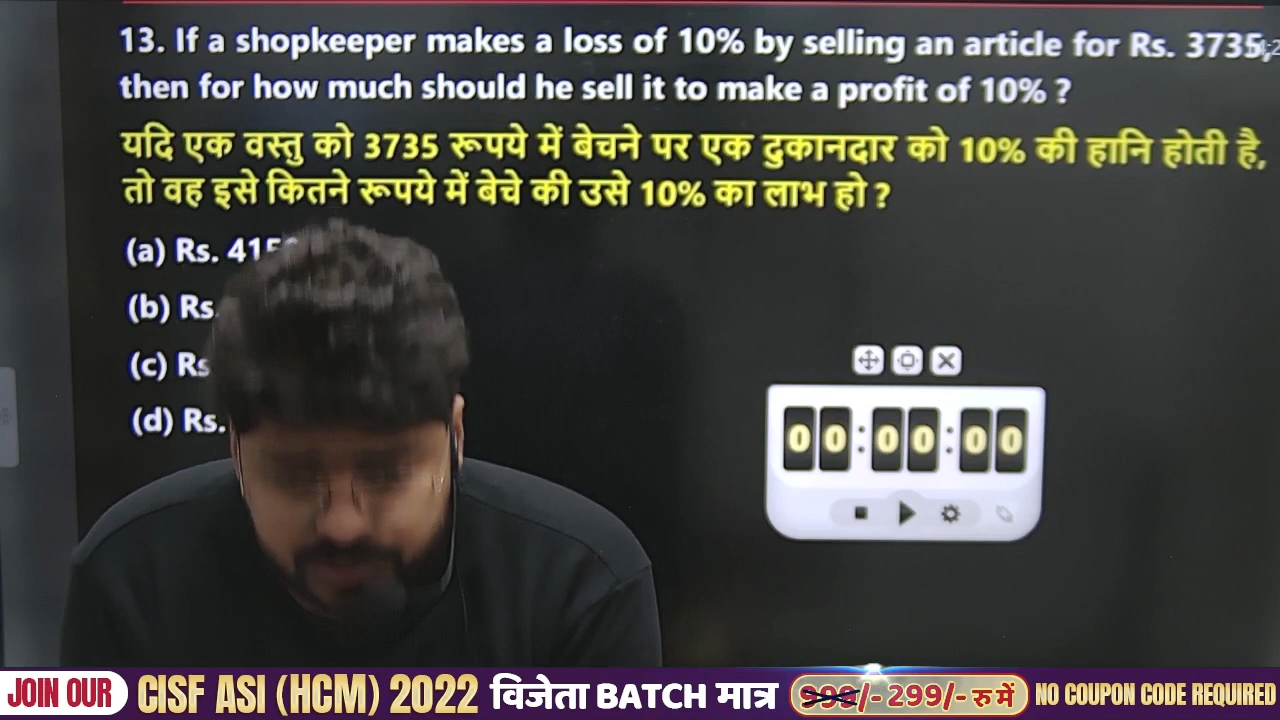 13. If a shopkeeper makes a loss of 10% by selling an article for Rs. 3735,
then for how much should he sell it to make a profit of 10% ?
यदि एक वस्तु को 3735 रूपये में बेचने पर एक दुकानदार को 10% की हानि होती है,
तो वह इसे कितने रूपये में बेचे की उसे 10% का लाभ हो ?
(a) Rs.
(b) Rs.
(c) Rs
(d) Rs.
00:00:00
JOIN OUR CISF ASI (HCM) 2022 विजेता BATCH मात्र 999/- 299/- रु में NO COUPON CODE REQUIRED